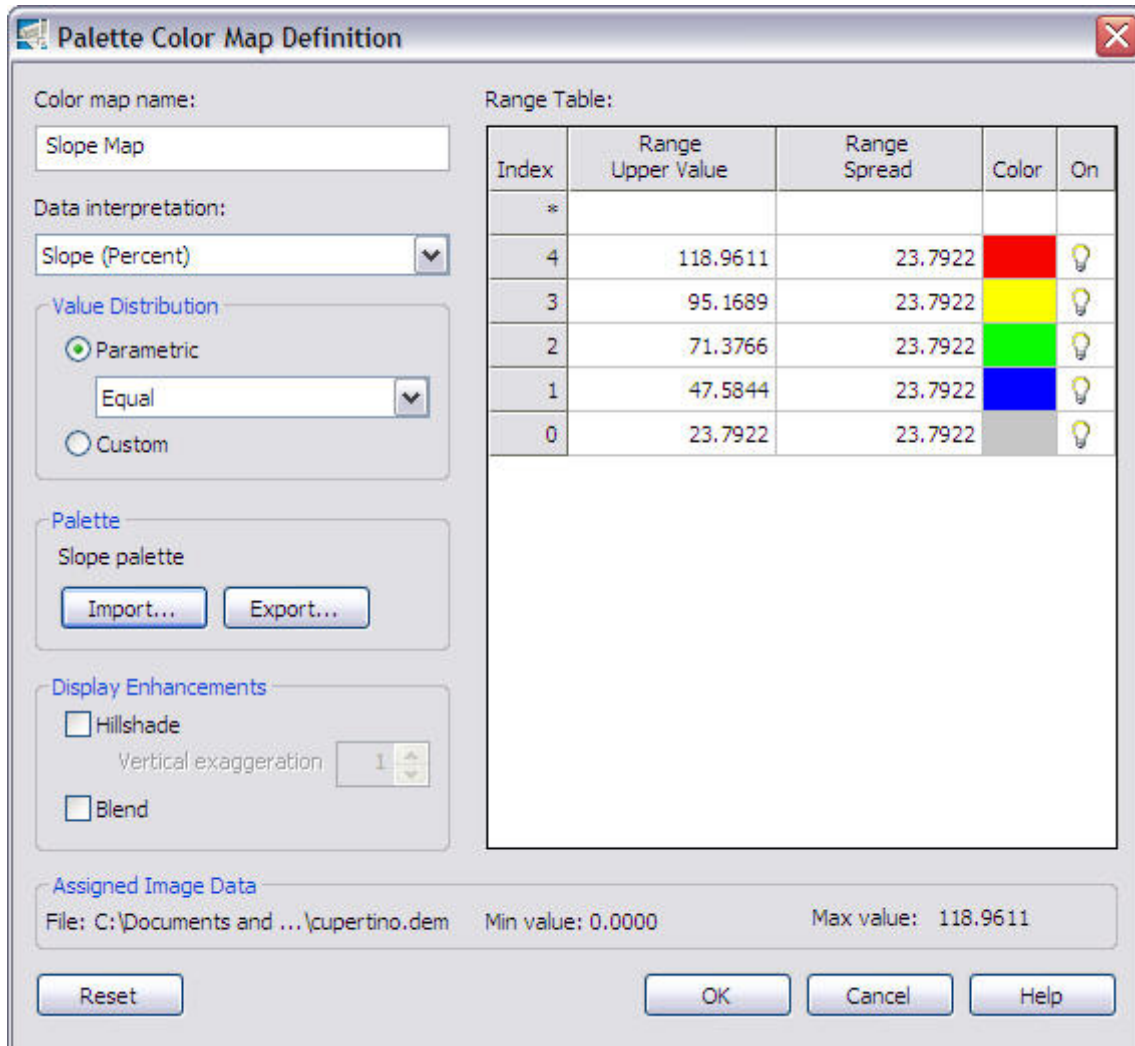 Palette Color Map Definition
Color map name:
Slope Map
Data interpretation:
Slope (Percent)
Value Distribution
Parametric
Equal
Custom
Palette
Slope palette
Import...
Export...
Display Enhancements
Hillshade
Vertical exaggeration 1
Blend
Range Table:
Index Range Upper Value Range Spread Color On
*
4 118.9611 23.7922
3 95.1689 23.7922
2 71.3766 23.7922
1 47.5844 23.7922
0 23.7922 23.7922
Assigned Image Data
File: C:\Documents and ...\cupertino.dem Min value: 0.0000 Max value: 118.9611
Reset OK Cancel Help